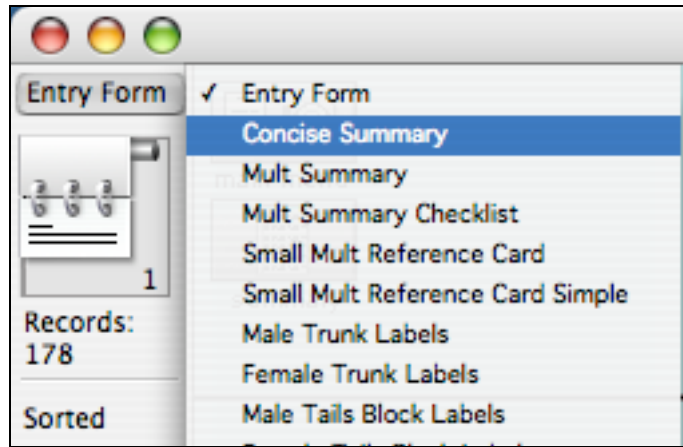 Entry Form
1
Records:
178
Sorted
✓ Entry Form
Concise Summary
Mult Summary
Mult Summary Checklist
Small Mult Reference Card
Small Mult Reference Card Simple
Male Trunk Labels
Female Trunk Labels
Male Tails Block Labels